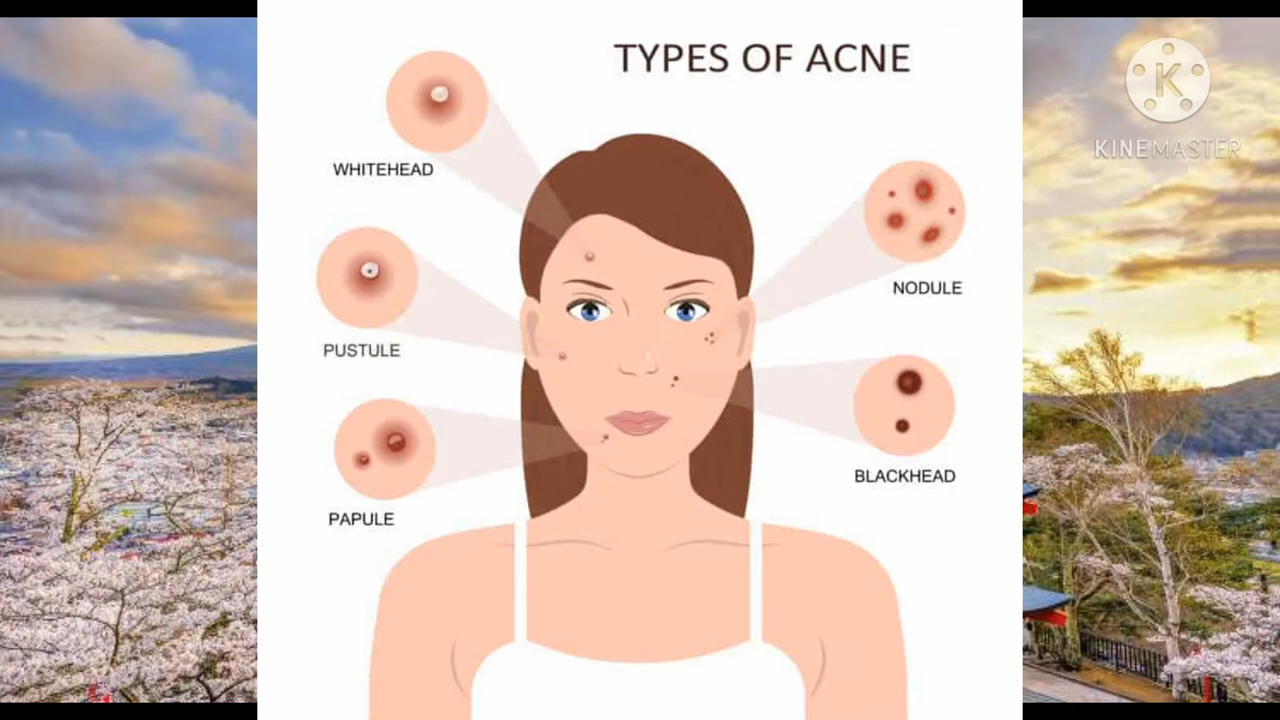 TYPES OF ACNE
K
KINEMASTER
WHITEHEAD
NODULE
PUSTULE
BLACKHEAD
PAPULE